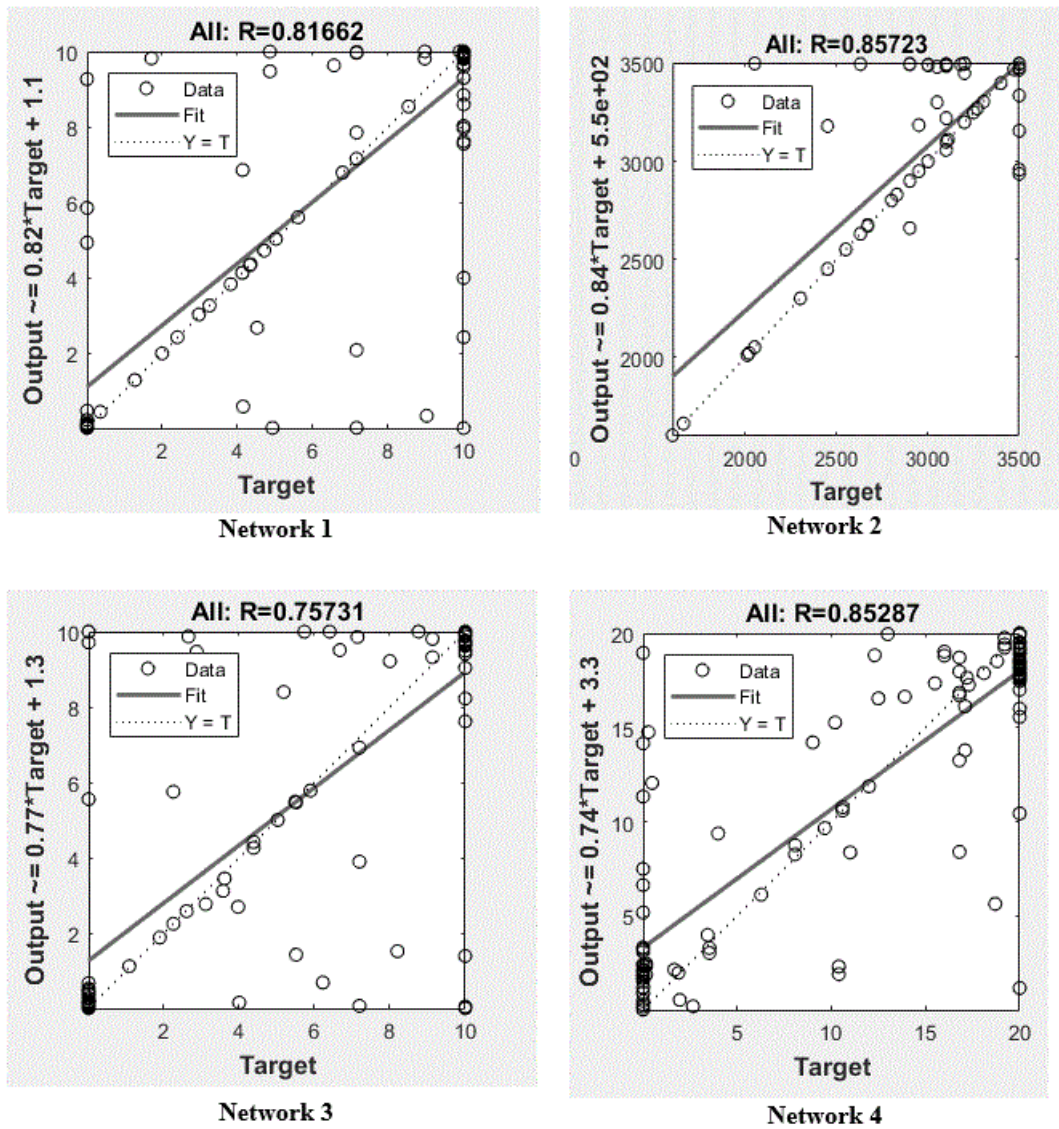 All: R=0.81662
Output ~= 0.82*Target + 1.1
10
8
6
4
2
Data
Fit
Y = T
2
4
6
8
10
Target
Network 1
All: R=0.85723
Output ~= 0.84*Target + 5.5e+02
3500
3000
2500
2000
Data
Fit
Y = T
0
2000
2500
3000
3500
Target
Network 2
All: R=0.75731
Output ~= 0.77*Target + 1.3
10
8
6
4
2
Data
Fit
Y = T
2
4
6
8
10
Target
Network 3
All: R=0.85287
Output ~= 0.74*Target + 3.3
20
15
10
5
Data
Fit
Y = T
5
10
15
20
Target
Network 4